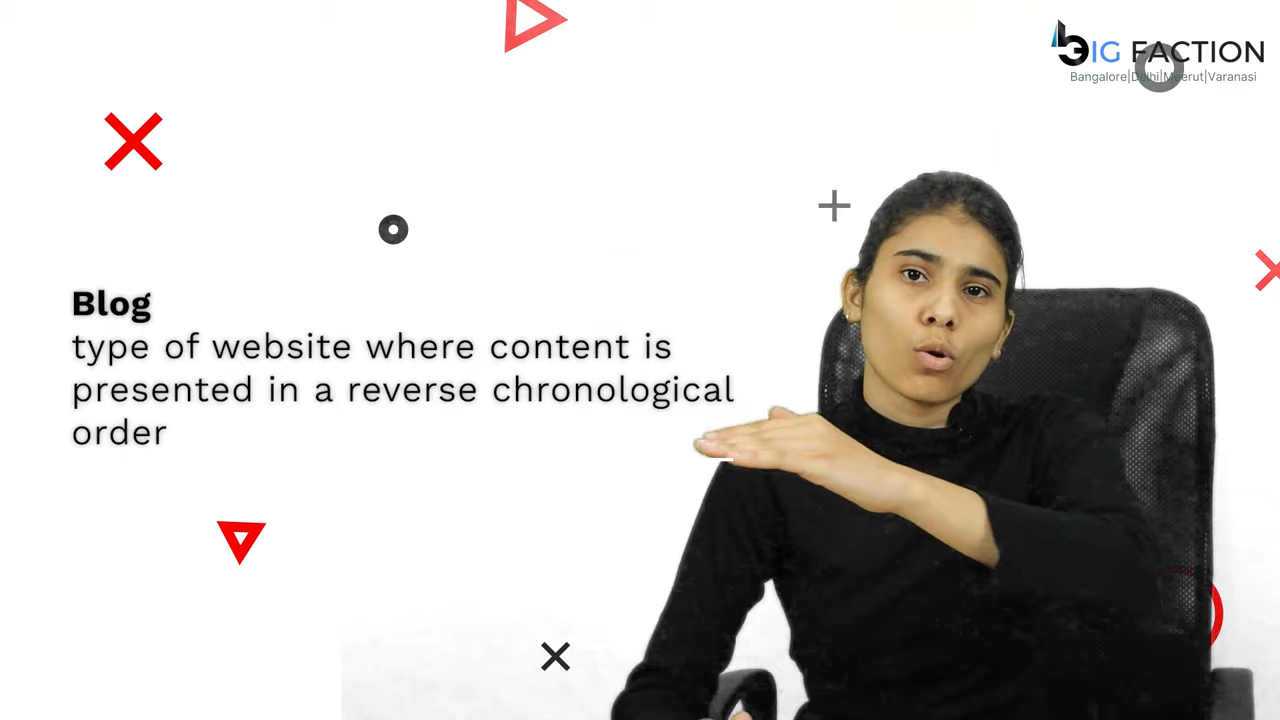 BIG FACTION
Bangalore|Delhi|Meerut|Varanasi
Blog
type of website where content is
presented in a reverse chronological
order